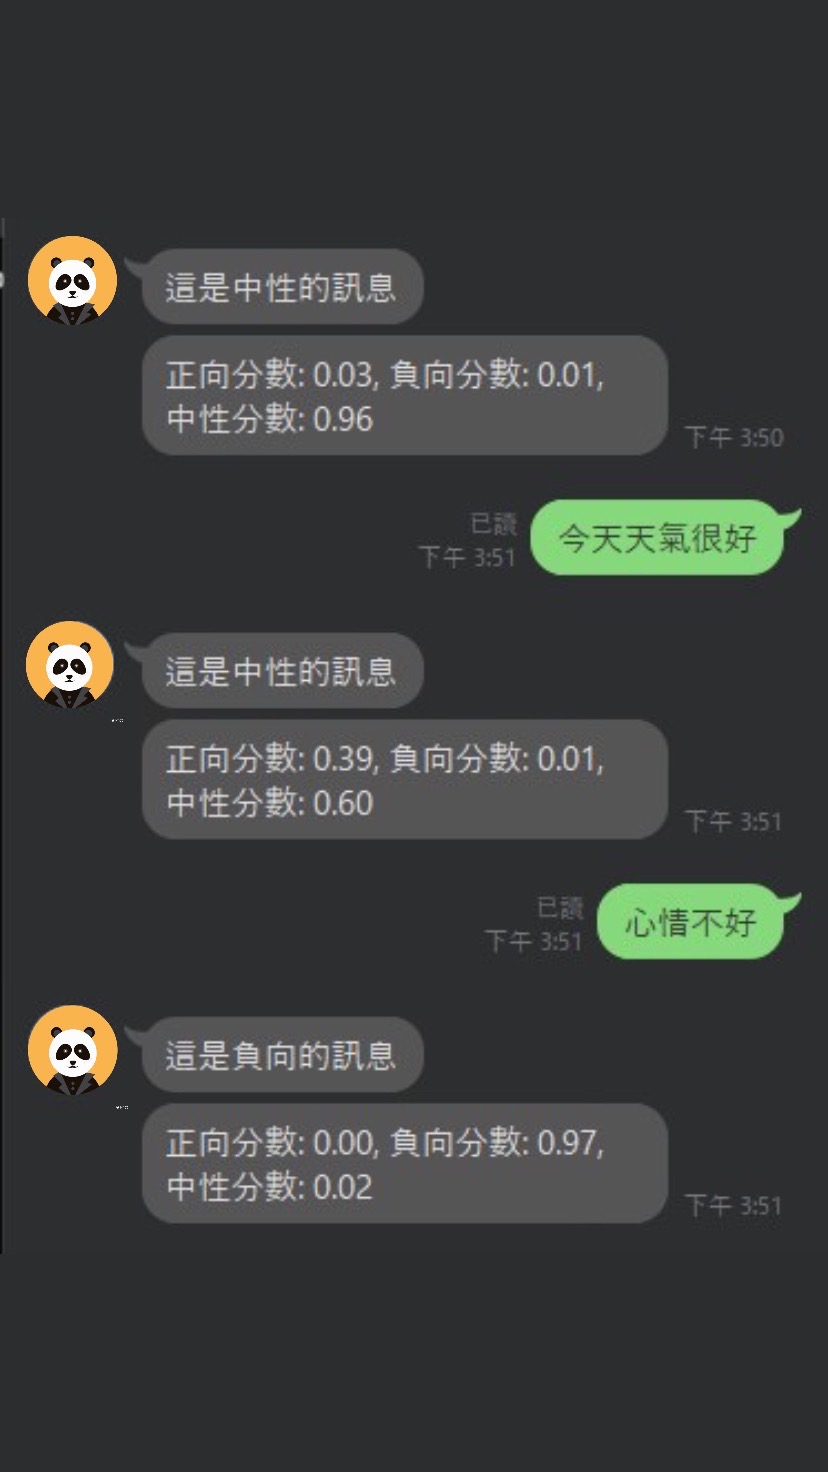 這是中性的訊息
正向分數: 0.03, 負向分數: 0.01,
中性分數: 0.96
下午 3:50
已讀
下午 3:51
今天天氣很好
這是中性的訊息
正向分數: 0.39, 負向分數: 0.01,
中性分數: 0.60
下午 3:51
已讀
下午 3:51
心情不好
這是負向的訊息
正向分數: 0.00, 負向分數: 0.97,
中性分數: 0.02
下午 3:51